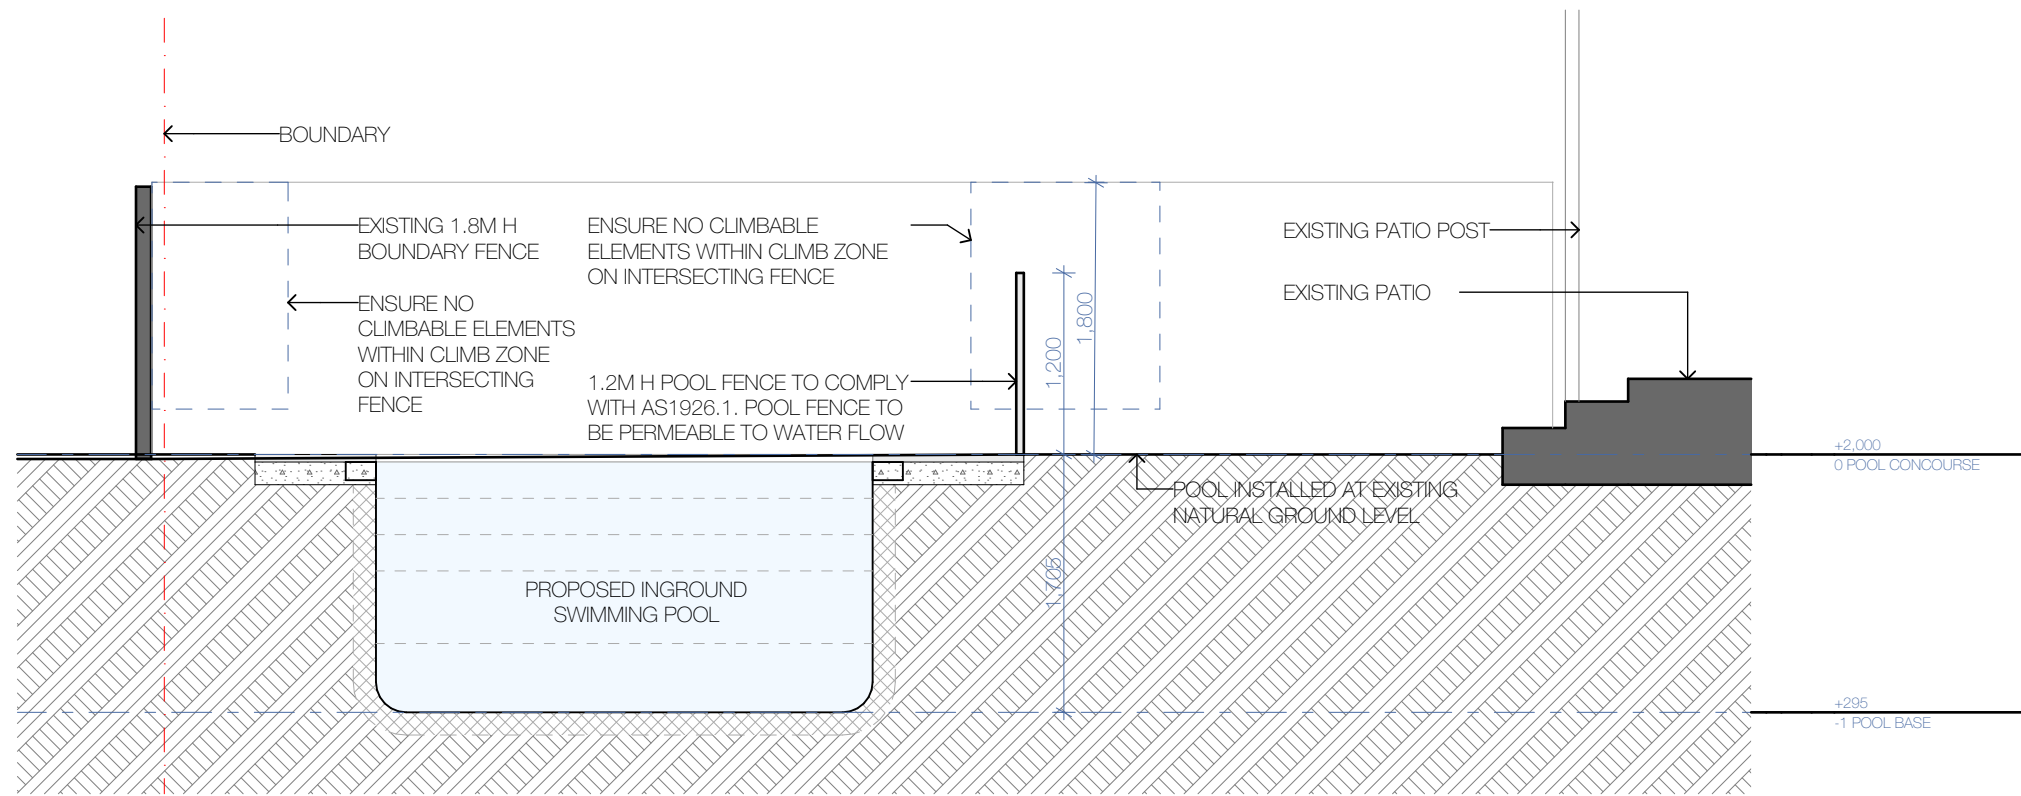 BOUNDARY
EXISTING 1.8M H
BOUNDARY FENCE
ENSURE NO
CLIMBABLE ELEMENTS
WITHIN CLIMB ZONE
ON INTERSECTING
FENCE
ENSURE NO CLIMBABLE
ELEMENTS WITHIN CLIMB ZONE
ON INTERSECTING FENCE
1.2M H POOL FENCE TO COMPLY
WITH AS1926.1. POOL FENCE TO
BE PERMEABLE TO WATER FLOW
1,200
1,800
1,705
EXISTING PATIO POST
EXISTING PATIO
POOL INSTALLED AT EXISTING
NATURAL GROUND LEVEL
PROPOSED INGROUND
SWIMMING POOL
+2,000
0 POOL CONCOURSE
+295
-1 POOL BASE